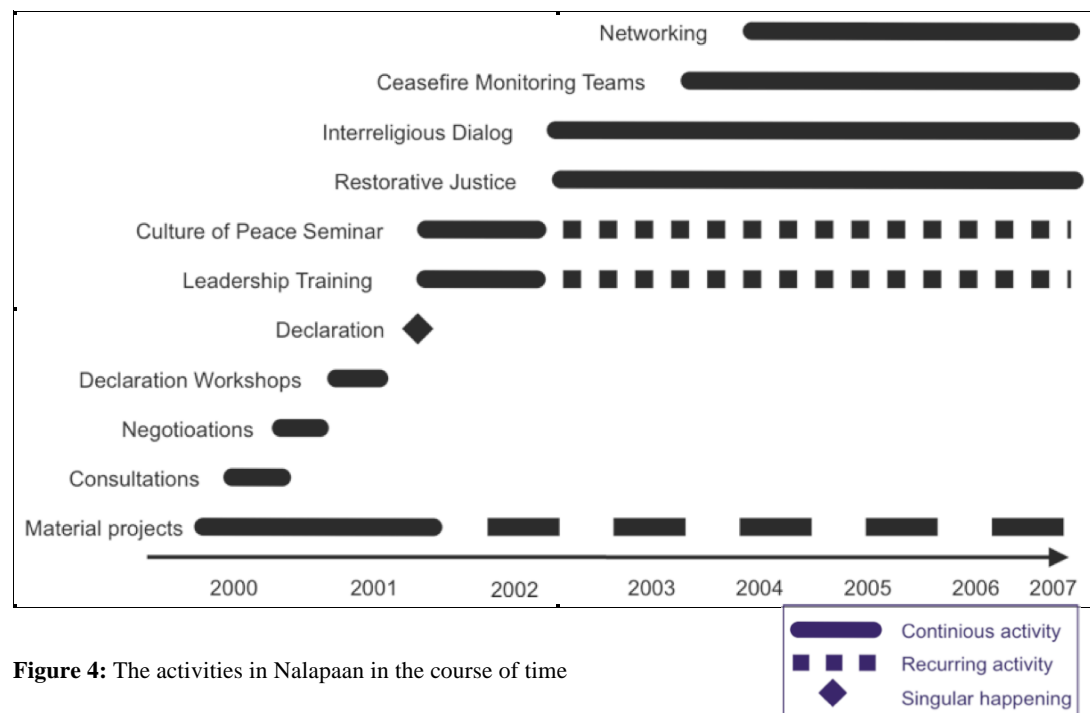 Networking
Ceasefire Monitoring Teams
Interreligious Dialog
Restorative Justice
Culture of Peace Seminar
Leadership Training
Declaration
Declaration Workshops
Negotioations
Consultations
Material projects
2000 2001 2002 2003 2004 2005 2006 2007
Continious activity
Recurring activity
Singular happening
Figure 4: The activities in Nalapaan in the course of time